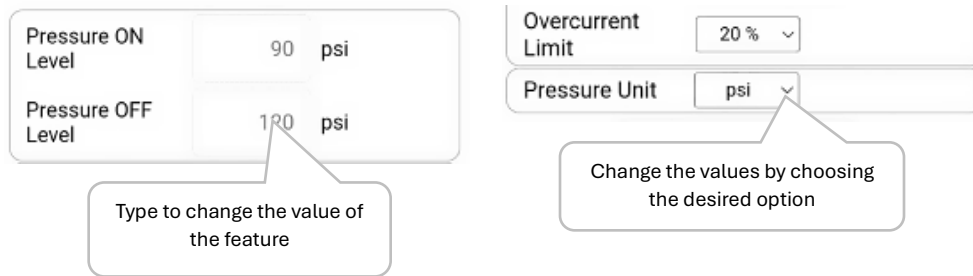 Pressure ON
Level
90 psi
Pressure OFF
Level
120 psi
Type to change the value of
the feature
Overcurrent
Limit
20 %
Pressure Unit
psi
Change the values by choosing
the desired option